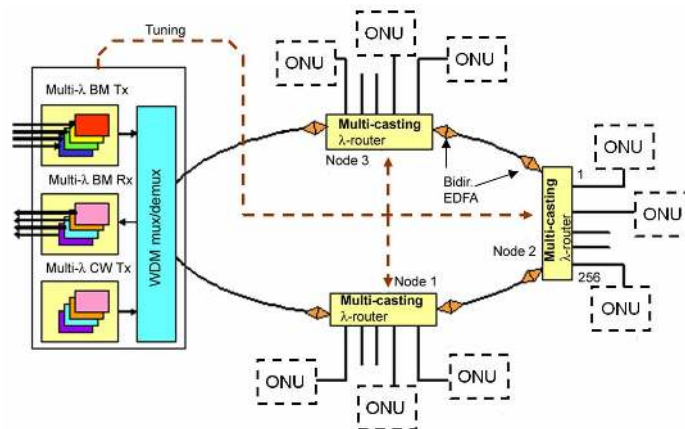 Tuning
Multi-λ BM Tx
Multi-λ BM Rx
Multi-λ CW Tx
WDM mux/demux
ONU
ONU
ONU
Multi-casting
λ-router
Node 3
Bidir.
EDFA
1
ONU
ONU
Multi-casting
λ-router
Node 2
256
ONU
Node 1
Multi-casting
λ-router
ONU
ONU
ONU